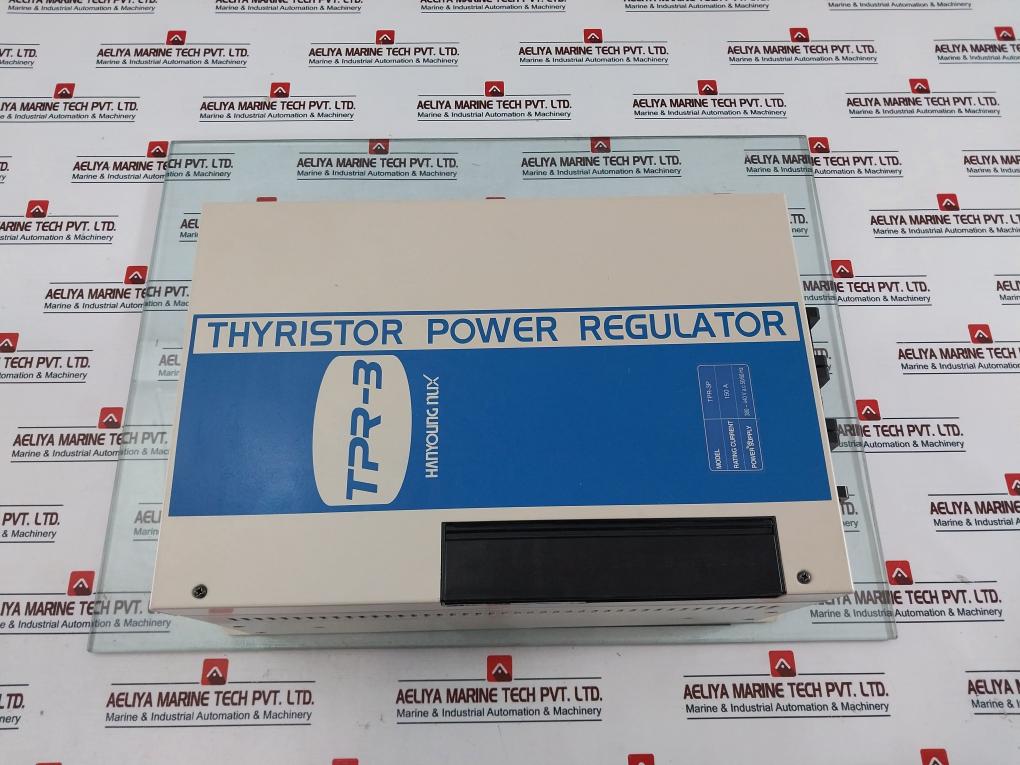 THYRISTOR POWER REGULATOR
TPR-3
HANYOUNG NUX
MODEL TPR-3P
RATING CURRENT 150 A
POWER SUPPLY
AELIYA MARINE TECH PVT. LTD.
Marine & Industrial Automation & Machinery